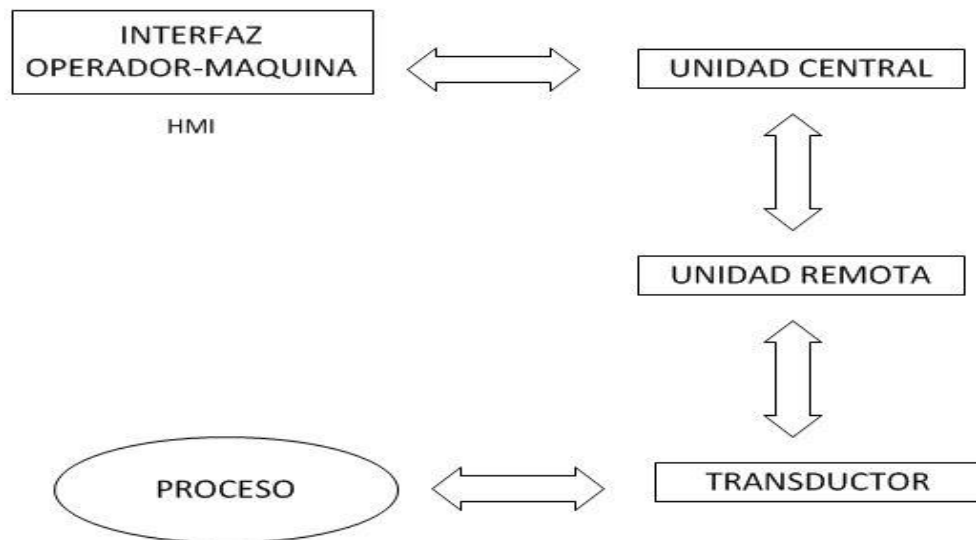 INTERFAZ
OPERADOR-MAQUINA
HMI
UNIDAD CENTRAL
UNIDAD REMOTA
TRANSDUCTOR
PROCESO